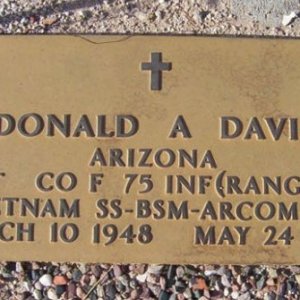 DONALD A DAVI
ARIZONA
CO F 75 INF (RANG
ETNAM SS-BSM-ARCOM
CH 10 1948 MAY 24